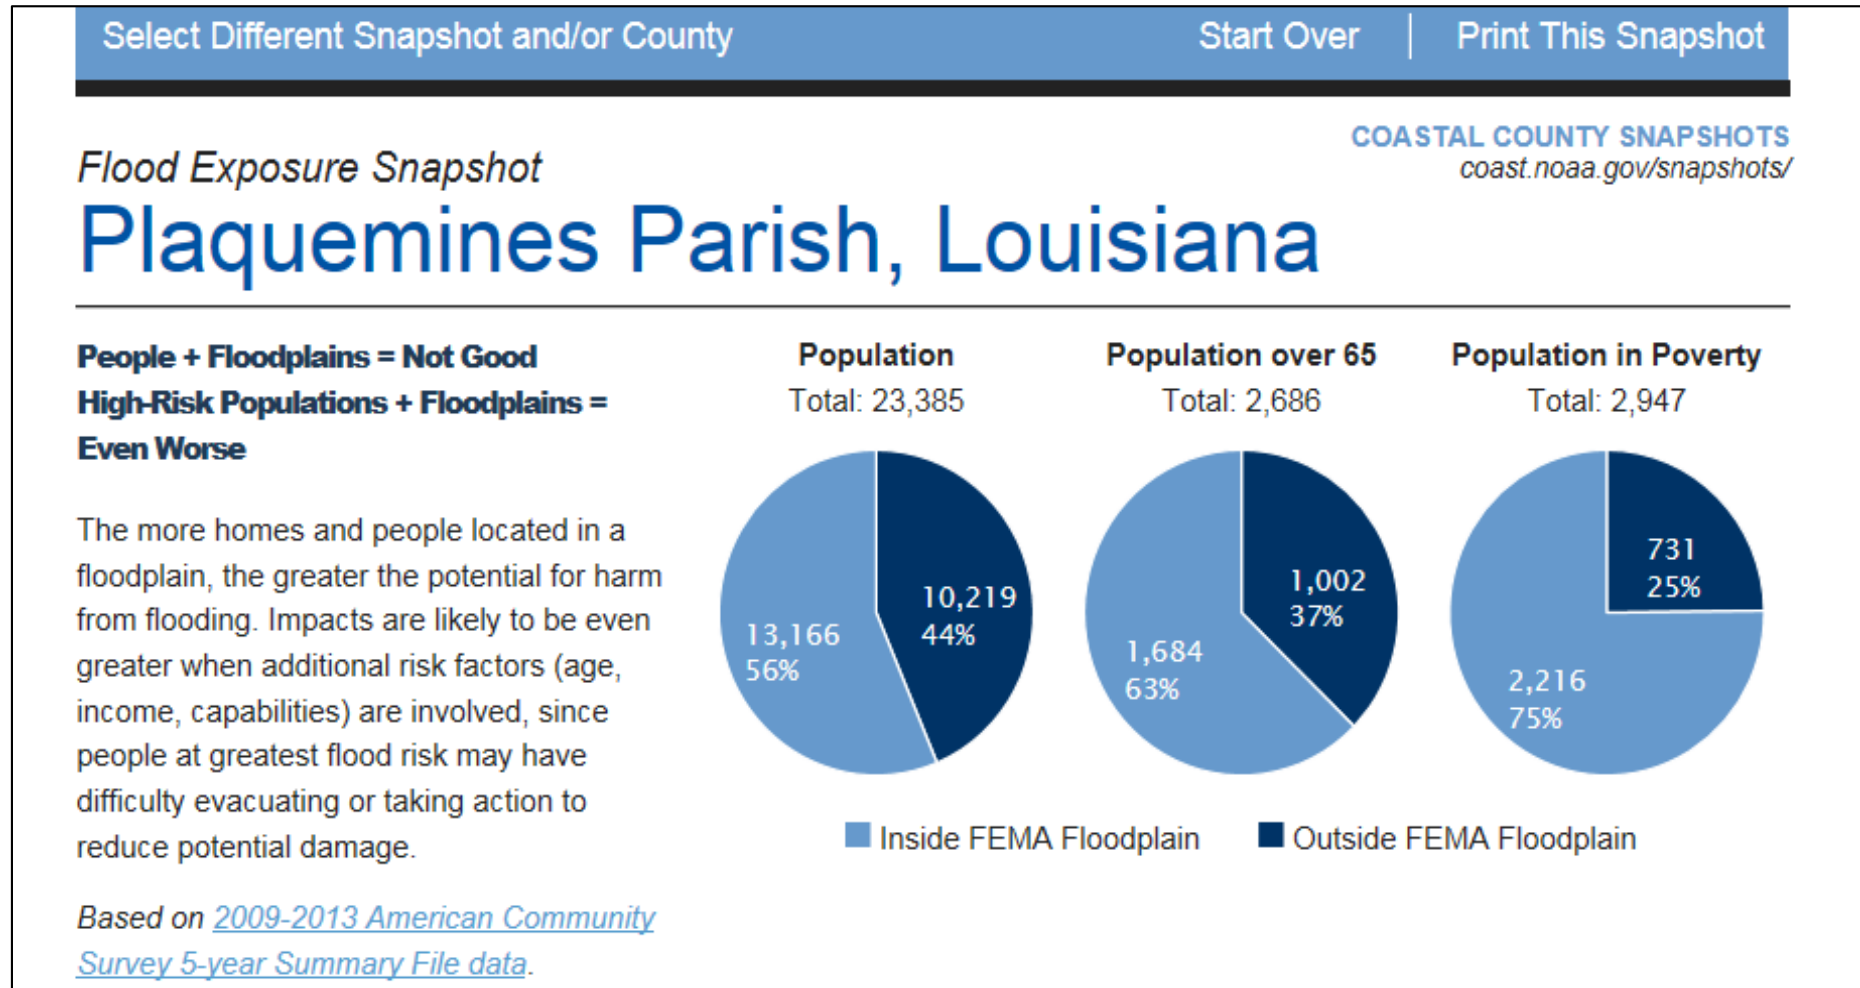 Select Different Snapshot and/or County
Start Over
Print This Snapshot
COASTAL COUNTY SNAPSHOTS
coast.noaa.gov/snapshots/
Flood Exposure Snapshot
Plaquemines Parish, Louisiana
People + Floodplains = Not Good
High-Risk Populations + Floodplains =
Even Worse
The more homes and people located in a
floodplain, the greater the potential for harm
from flooding. Impacts are likely to be even
greater when additional risk factors (age,
income, capabilities) are involved, since
people at greatest flood risk may have
difficulty evacuating or taking action to
reduce potential damage.
Based on 2009-2013 American Community
Survey 5-year Summary File data.
Population
Total: 23,385
10,219
44%
13,166
56%
Population over 65
Total: 2,686
1,002
37%
1,684
63%
Population in Poverty
Total: 2,947
731
25%
2,216
75%
Inside FEMA Floodplain
Outside FEMA Floodplain